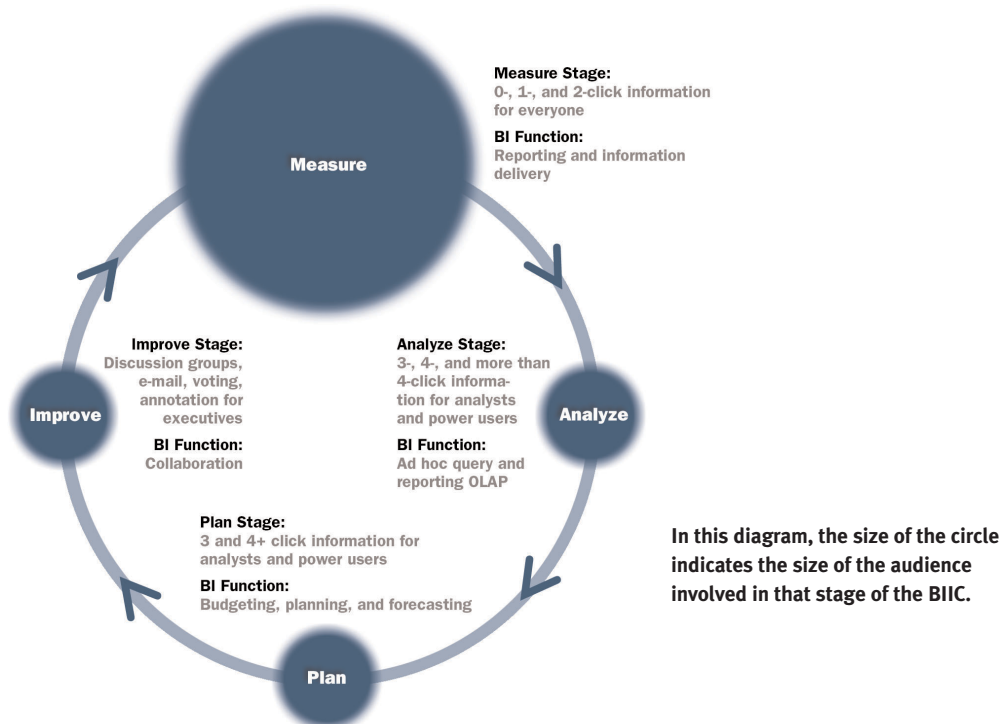 Measure
Measure Stage:
0-, 1-, and 2-click information
for everyone
BI Function:
Reporting and information
delivery
Improve Stage:
Discussion groups,
e-mail, voting,
annotation for
executives
BI Function:
Collaboration
Analyze Stage:
3-, 4-, and more than
4-click informa-
tion for analysts
and power users
BI Function:
Ad hoc query and
reporting OLAP
Improve
Analyze
Plan Stage:
3 and 4+ click information for
analysts and power users
BI Function:
Budgeting, planning, and forecasting
Plan
In this diagram, the size of the circle
indicates the size of the audience
involved in that stage of the BIIC.